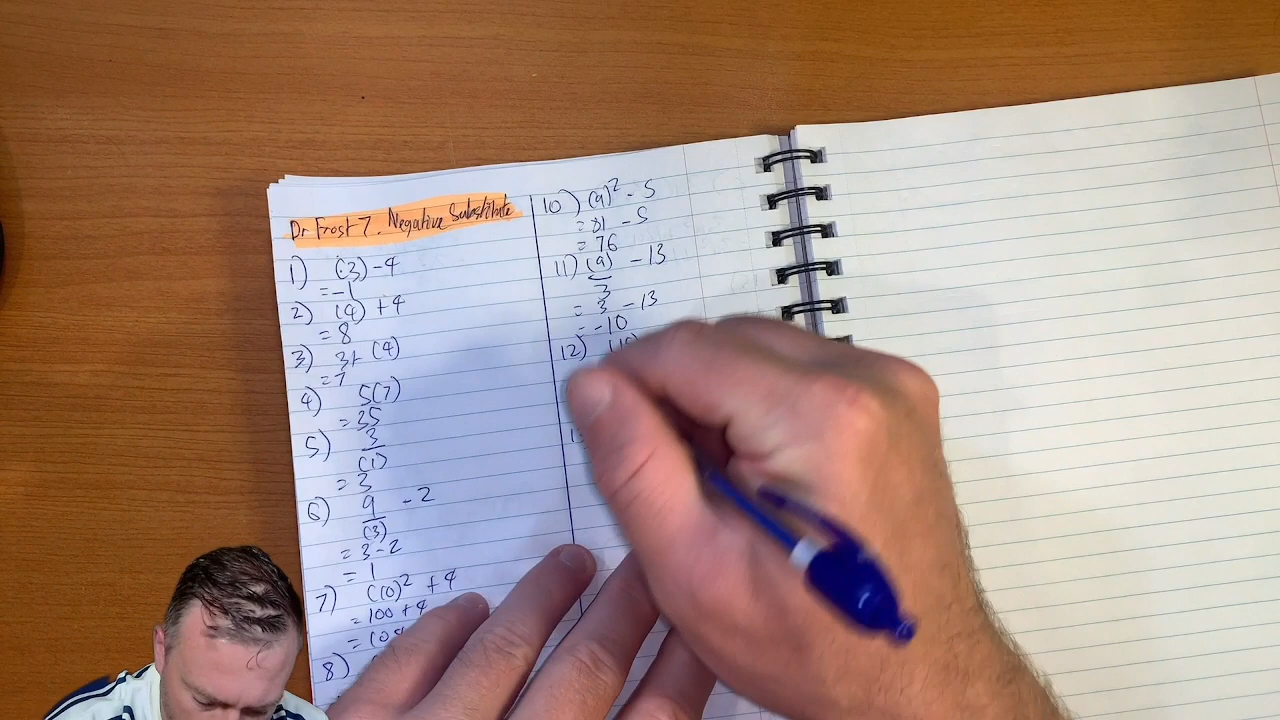 Dr Frost 7. Negative Substitute
1) (3) - 4
= -1
2) (4) + 4
= 8
3) 3 + (4)
= 7
4) 5(7)
= 35
5) 3
(1)
= 3
6) 9 - 2
(3)
= 3 - 2
= 1
7) (10)² + 4
= 100 + 4
= 104
8)
10) (9)² - 5
= 81 - 5
= 76
11) (9) - 13
3
= 3 - 13
= -10
12)